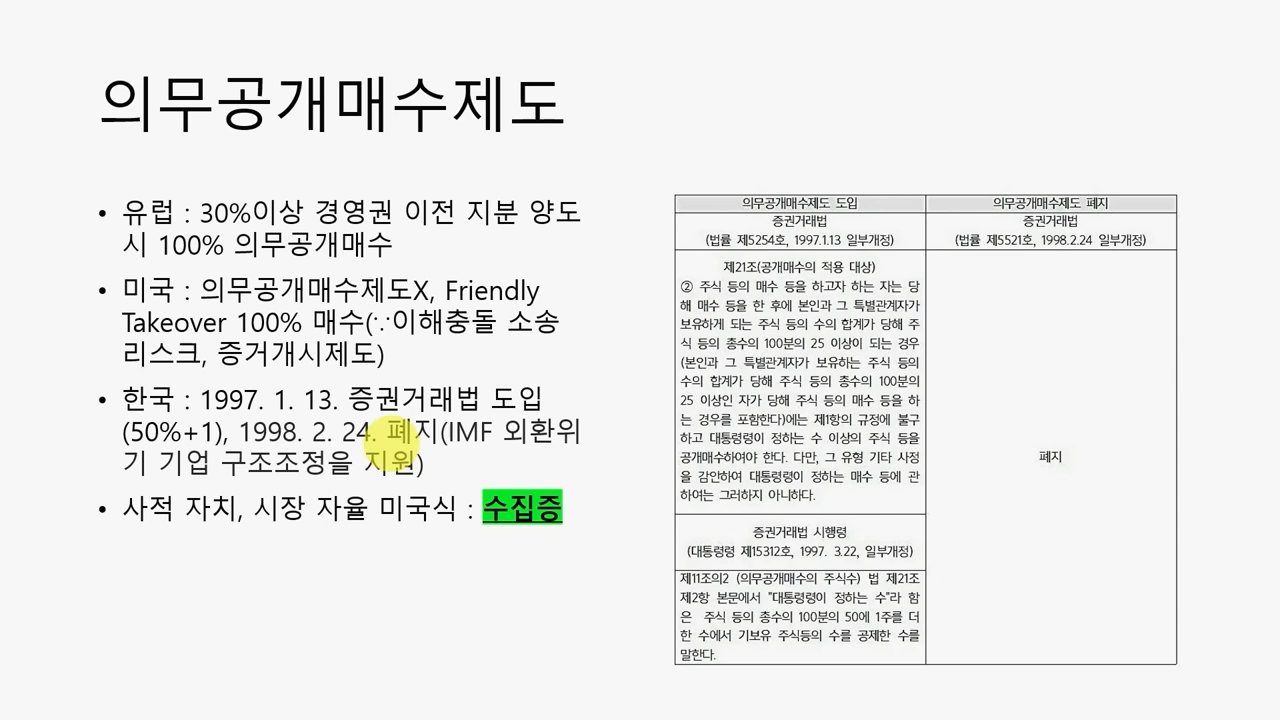 의무공개매수제도
• 유럽 : 30%이상 경영권 이전 지분 양도
시 100% 의무공개매수
• 미국 : 의무공개매수제도X, Friendly
Takeover 100% 매수(∵이해충돌 소송
리스크, 증거개시제도)
• 한국 : 1997. 1. 13. 증권거래법 도입
(50%+1), 1998. 2. 24. 폐지(IMF 외환위
기 기업 구조조정을 지원)
• 사적 자치, 시장 자율 미국식 : 수집증
의무공개매수제도 도입
의무공개매수제도 폐지
증권거래법
(법률 제5254호, 1997.1.13 일부개정)
증권거래법
(법률 제5521호, 1998.2.24 일부개정)
제21조(공개매수의 적용 대상)
② 주식 등의 매수 등을 하고자 하는 자는 당
해 매수 등을 한 후에 본인과 그 특별관계자가
보유하게 되는 주식 등의 수의 합계가 당해 주
식 등의 총수의 100분의 25 이상이 되는 경우
(본인과 그 특별관계자가 보유하는 주식 등의
수의 합계가 당해 주식 등의 총수의 100분의
25 이상인 자가 당해 주식 등의 매수 등을 하
는 경우를 포함한다)에는 제1항의 규정에 불구
하고 대통령령이 정하는 수 이상의 주식 등을
공개매수하여야 한다. 다만, 그 유형 기타 사정
을 감안하여 대통령령이 정하는 매수 등에 관
하여는 그러하지 아니하다.
폐지
증권거래법 시행령
(대통령령 제15312호, 1997. 3.22, 일부개정)
제11조의2 (의무공개매수의 주식수) 법 제21조
제2항 본문에서 "대통령령이 정하는 수"라 함
은 주식 등의 총수의 100분의 50에 1주를 더
한 수에서 기보유 주식등의 수를 공제한 수를
말한다.